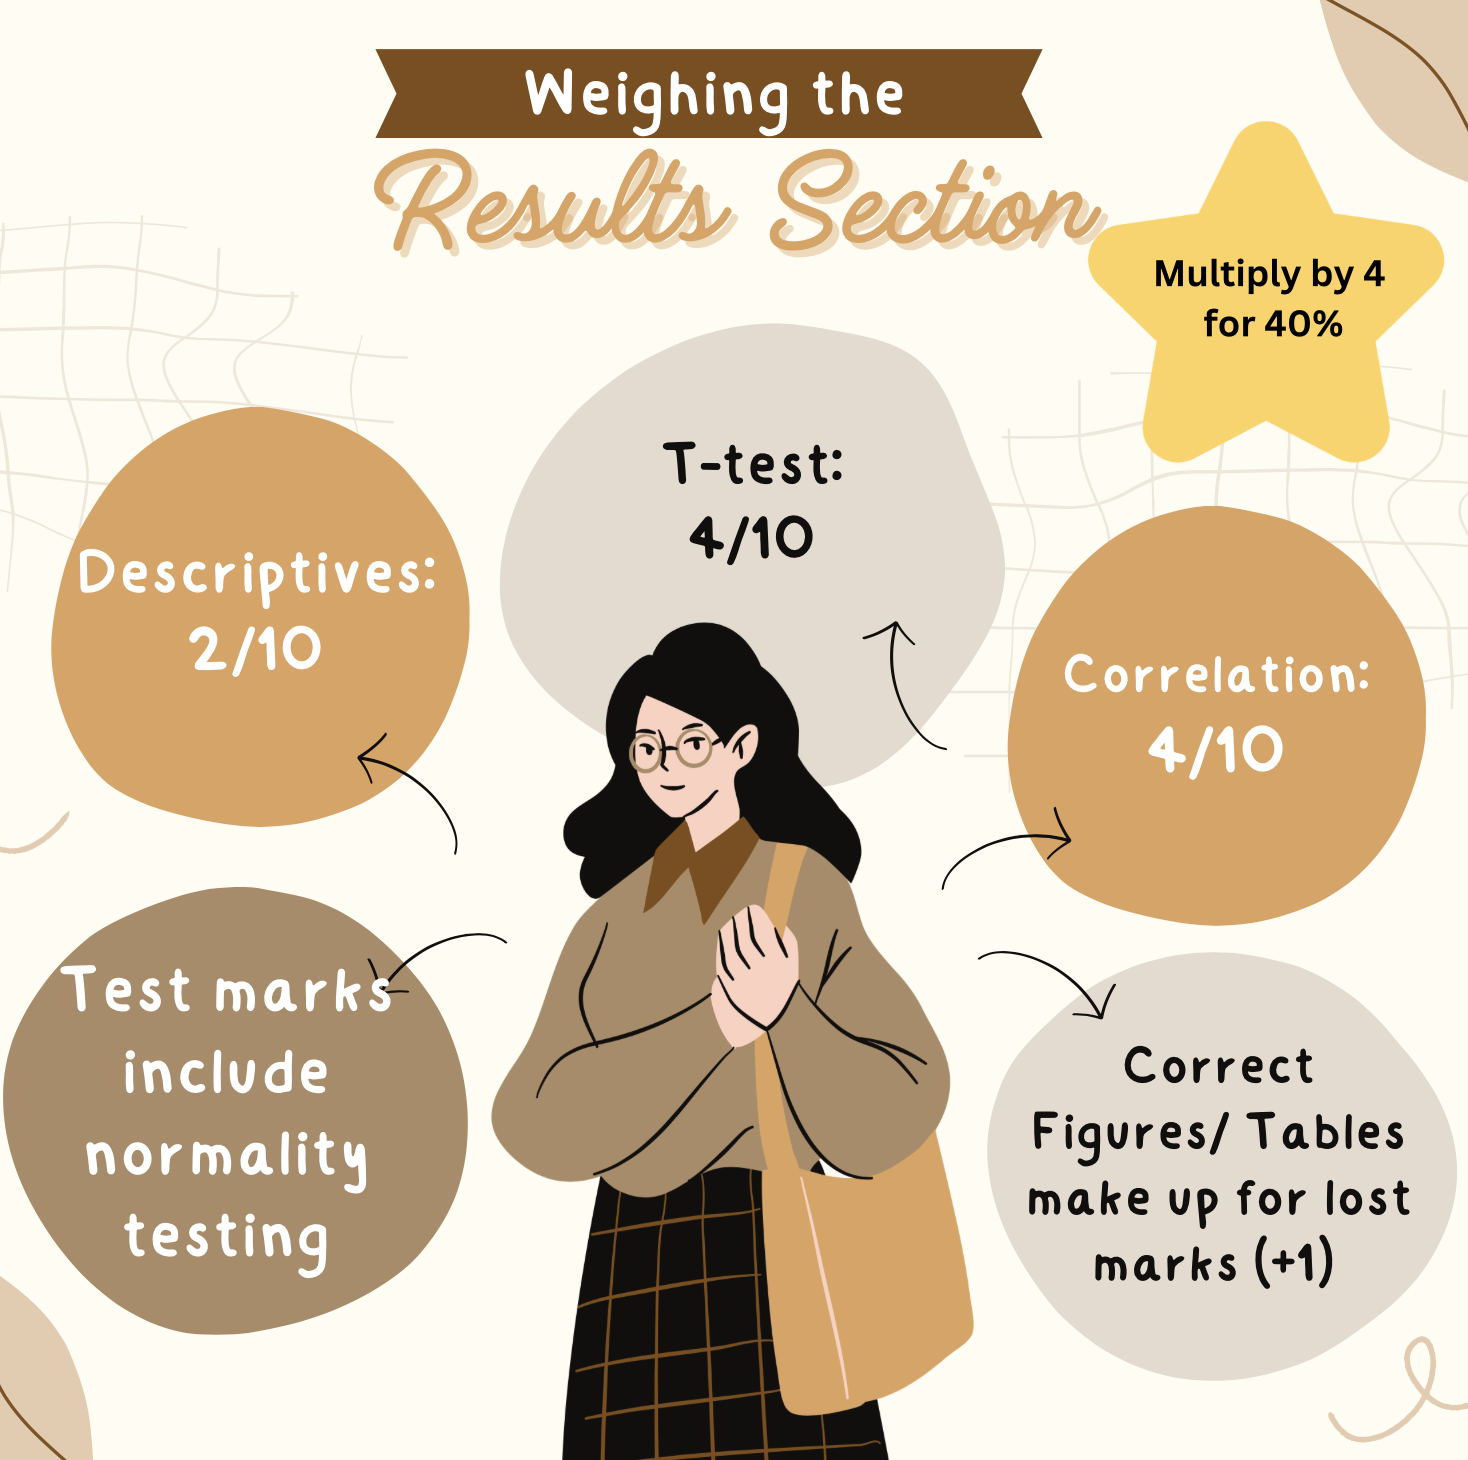 Weighing the
Results Section
Multiply by 4
for 40%
T-test:
4/10
Descriptives:
2/10
Correlation:
4/10
Test marks
include
normality
testing
Correct
Figures/ Tables
make up for lost
marks (+1)